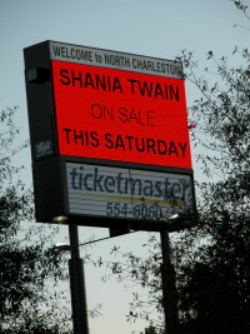 WELCOME to NORTH CHARLESTON
SHANIA TWAIN
ON SALE
THIS SATURDAY
ticketmaster
554-6060